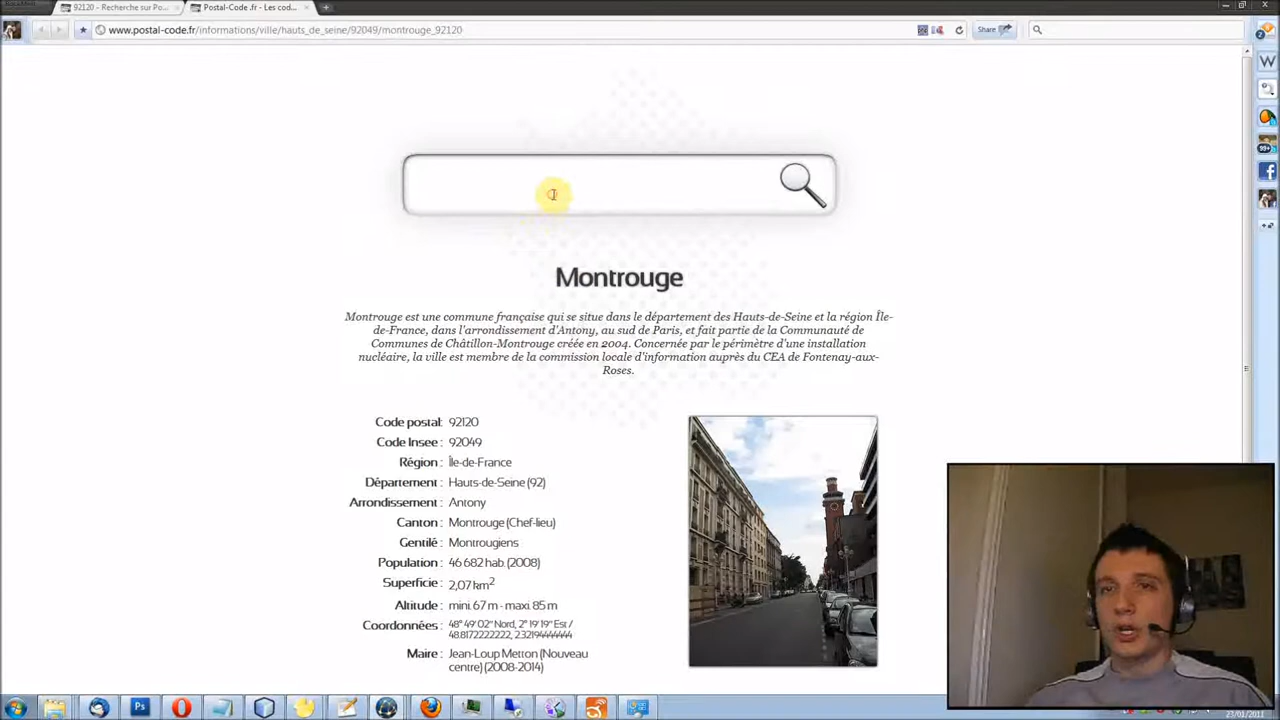 92120 - Recherche sur Po...
Postal-Code .fr - Les cod...
www.postal-code.fr/informations/ville/hauts_de_seine/92049/montrouge_92120
Share
2
W
99+
Montrouge
Montrouge est une commune française qui se situe dans le département des Hauts-de-Seine et la région Île-
de-France, dans l'arrondissement d'Antony, au sud de Paris, et fait partie de la Communauté de
Communes de Châtillon-Montrouge créée en 2004. Concernée par le périmètre d'une installation
nucléaire, la ville est membre de la commission locale d'information auprès du CEA de Fontenay-aux-
Roses.
Code postal: 92120
Code Insee : 92049
Région : Île-de-France
Département : Hauts-de-Seine (92)
Arrondissement : Antony
Canton : Montrouge (Chef-lieu)
Gentilé : Montrougiens
Population : 46 682 hab. (2008)
Superficie : 2,07 km2
Altitude : mini. 67 m - maxi. 85 m
Coordonnées : 48° 49' 02" Nord, 2° 19' 19" Est /
48.8172222222, 2.32194444444
Maire : Jean-Loup Metton (Nouveau
centre) (2008-2014)
Ps
23/01/2011